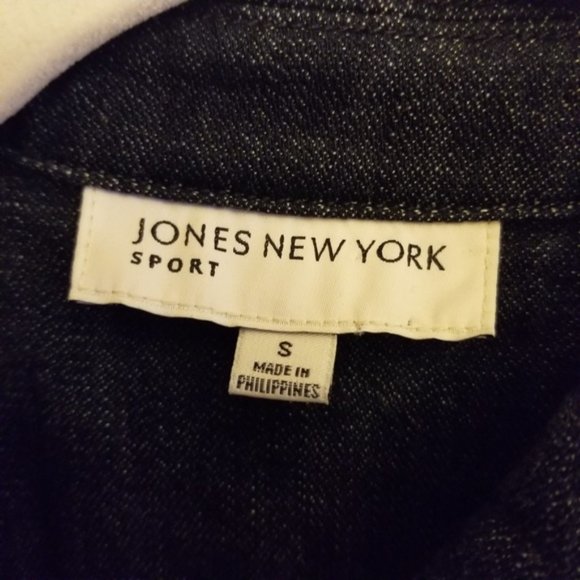 JONES NEW YORK
SPORT
S
MADE IN
PHILIPPINES